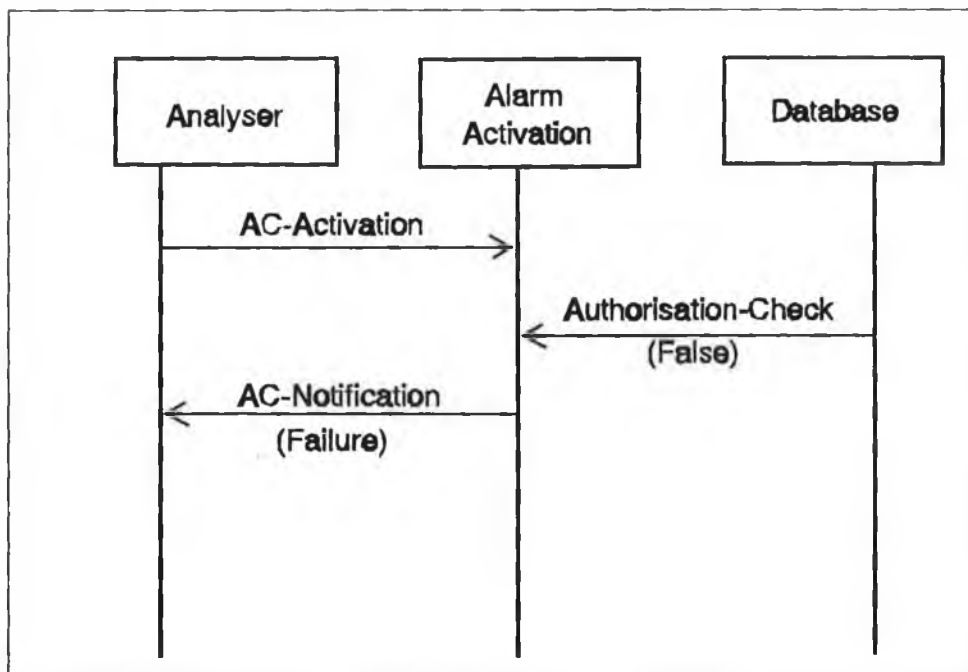 Analyser
Alarm
Activation
Database
AC-Activation
Authorisation-Check
(False)
AC-Notification
(Failure)